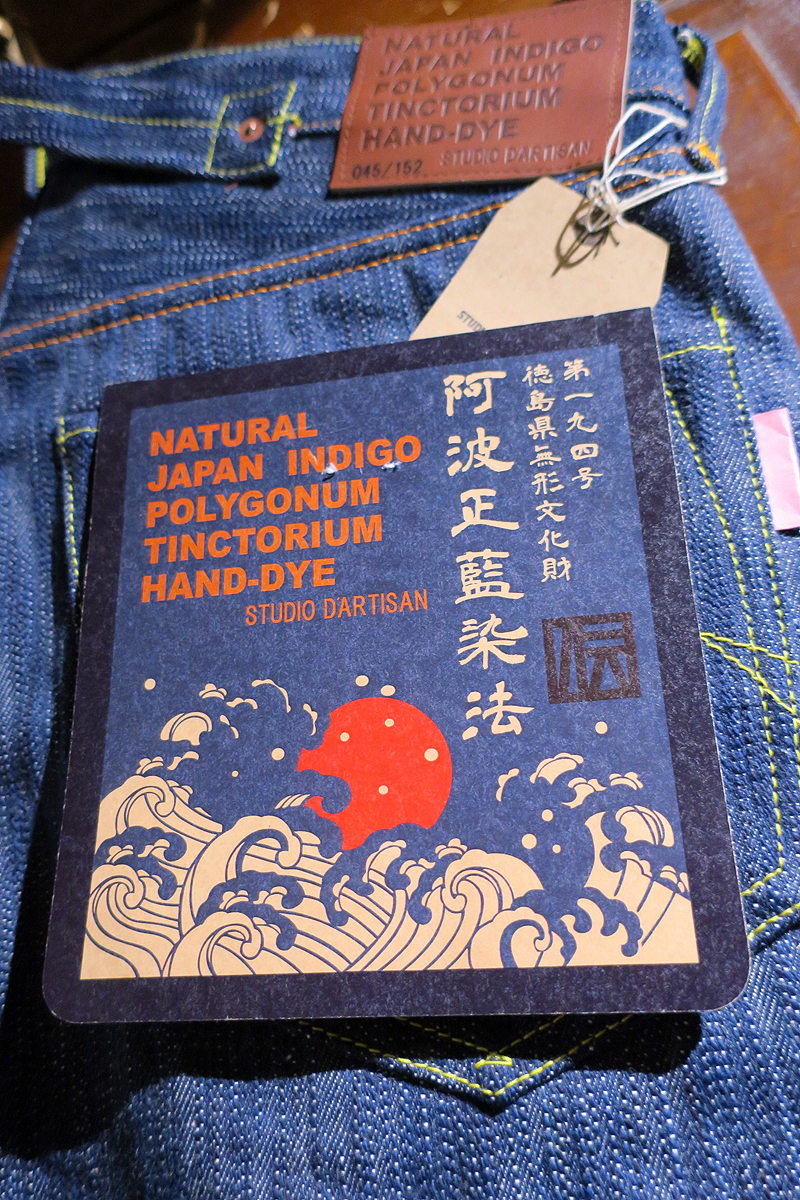 NATURAL
JAPAN INDIGO
POLYGONUM
TINCTORIUM
HAND-DYE
045/152 STUDIO D'ARTISAN
STUDIO
NATURAL
JAPAN INDIGO
POLYGONUM
TINCTORIUM
HAND-DYE
STUDIO D'ARTISAN
第一九四号
徳島県無形文化財
阿波正藍染法
伝